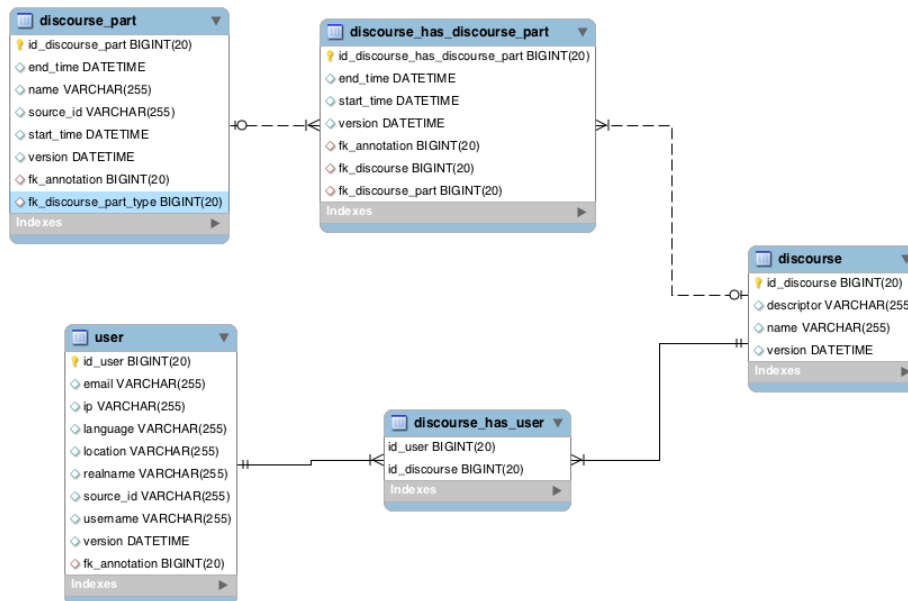 discourse_part
id_discourse_part BIGINT(20)
end_time DATETIME
name VARCHAR(255)
source_id VARCHAR(255)
start_time DATETIME
version DATETIME
fk_annotation BIGINT(20)
fk_discourse_part_type BIGINT(20)
Indexes
discourse_has_discourse_part
id_discourse_has_discourse_part BIGINT(20)
end_time DATETIME
start_time DATETIME
version DATETIME
fk_annotation BIGINT(20)
fk_discourse BIGINT(20)
fk_discourse_part BIGINT(20)
Indexes
discourse
id_discourse BIGINT(20)
descriptor VARCHAR(255
name VARCHAR(255)
version DATETIME
Indexes
user
id_user BIGINT(20)
email VARCHAR(255)
ip VARCHAR(255)
language VARCHAR(255)
location VARCHAR(255)
realname VARCHAR(255)
source_id VARCHAR(255)
username VARCHAR(255)
version DATETIME
fk_annotation BIGINT(20)
Indexes
discourse_has_user
id_user BIGINT(20)
id_discourse BIGINT(20)
Indexes